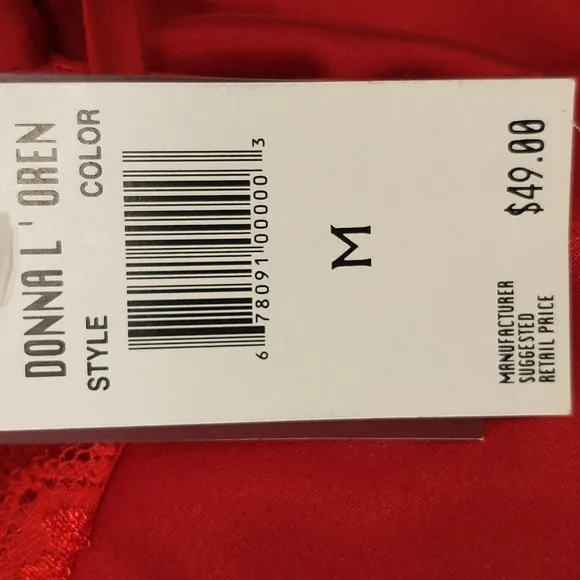 DONNA L' OREN
STYLE COLOR
6 78091 00000 3
M
MANUFACTURER
SUGGESTED
RETAIL PRICE
$49.00